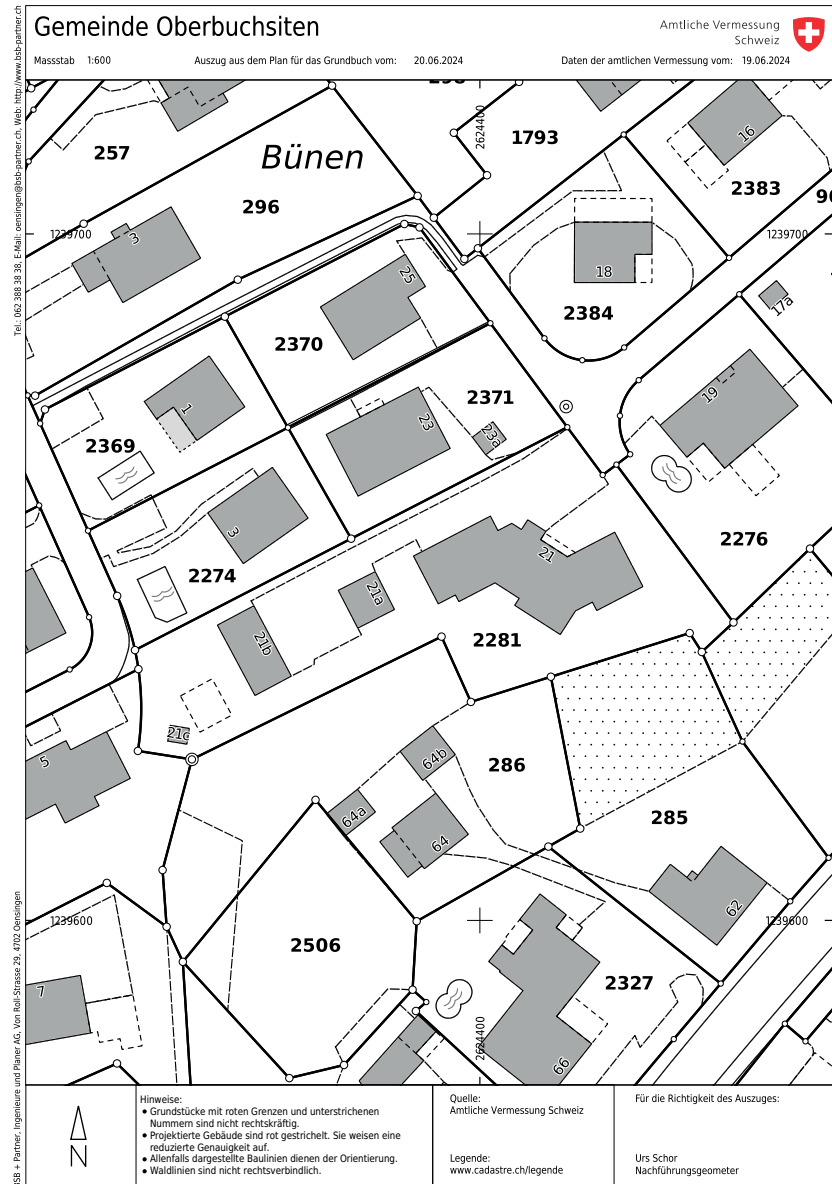 Gemeinde Oberbuchsiten
Amtliche Vermessung
Schweiz
Massstab 1:600
Auszug aus dem Plan für das Grundbuch vom: 20.06.2024
Daten der amtlichen Vermessung vom: 19.06.2024
Tel.: 062 388 38 38, E-Mail: oensingen@bsb-partner.ch, Web: http://www.bsb-partner.ch
BSB + Partner, Ingenieure und Planer AG, Von Roll-Strasse 29, 4702 Oensingen
257
Bünen
296
1793
2624400
16
2383
1239700
3
1239700
25
18
2384
17a
2370
19
2371
1
23
23a
2369
3
2274
21
2276
21a
21b
2281
21c
5
64b
286
64a
64
285
62
1239600
1239600
2506
7
2327
2624400
66
N
Hinweise:
• Grundstücke mit roten Grenzen und unterstrichenen
Nummern sind nicht rechtskräftig.
• Projektierte Gebäude sind rot gestrichelt. Sie weisen eine
reduzierte Genauigkeit auf.
• Allenfalls dargestellte Baulinien dienen der Orientierung.
• Waldlinien sind nicht rechtsverbindlich.
Quelle:
Amtliche Vermessung Schweiz
Legende:
www.cadastre.ch/legende
Für die Richtigkeit des Auszuges:
Urs Schor
Nachführungsgeometer